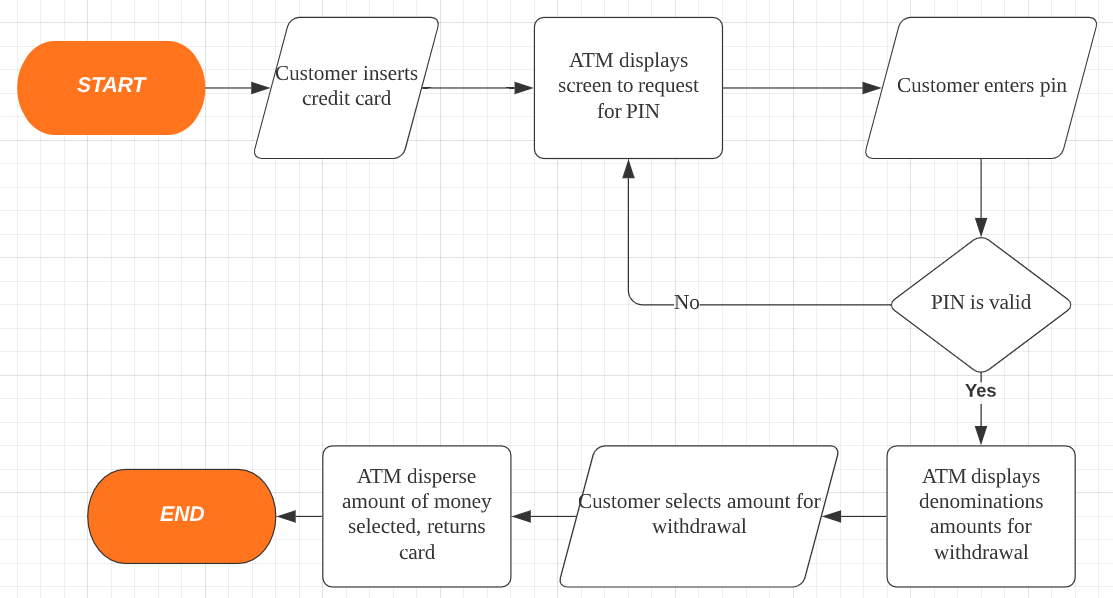 START
Customer inserts
credit card
ATM displays
screen to request
for PIN
Customer enters pin
PIN is valid
No
Yes
ATM displays
denominations
amounts for
withdrawal
Customer selects amount for
withdrawal
ATM disperse
amount of money
selected, returns
card
END